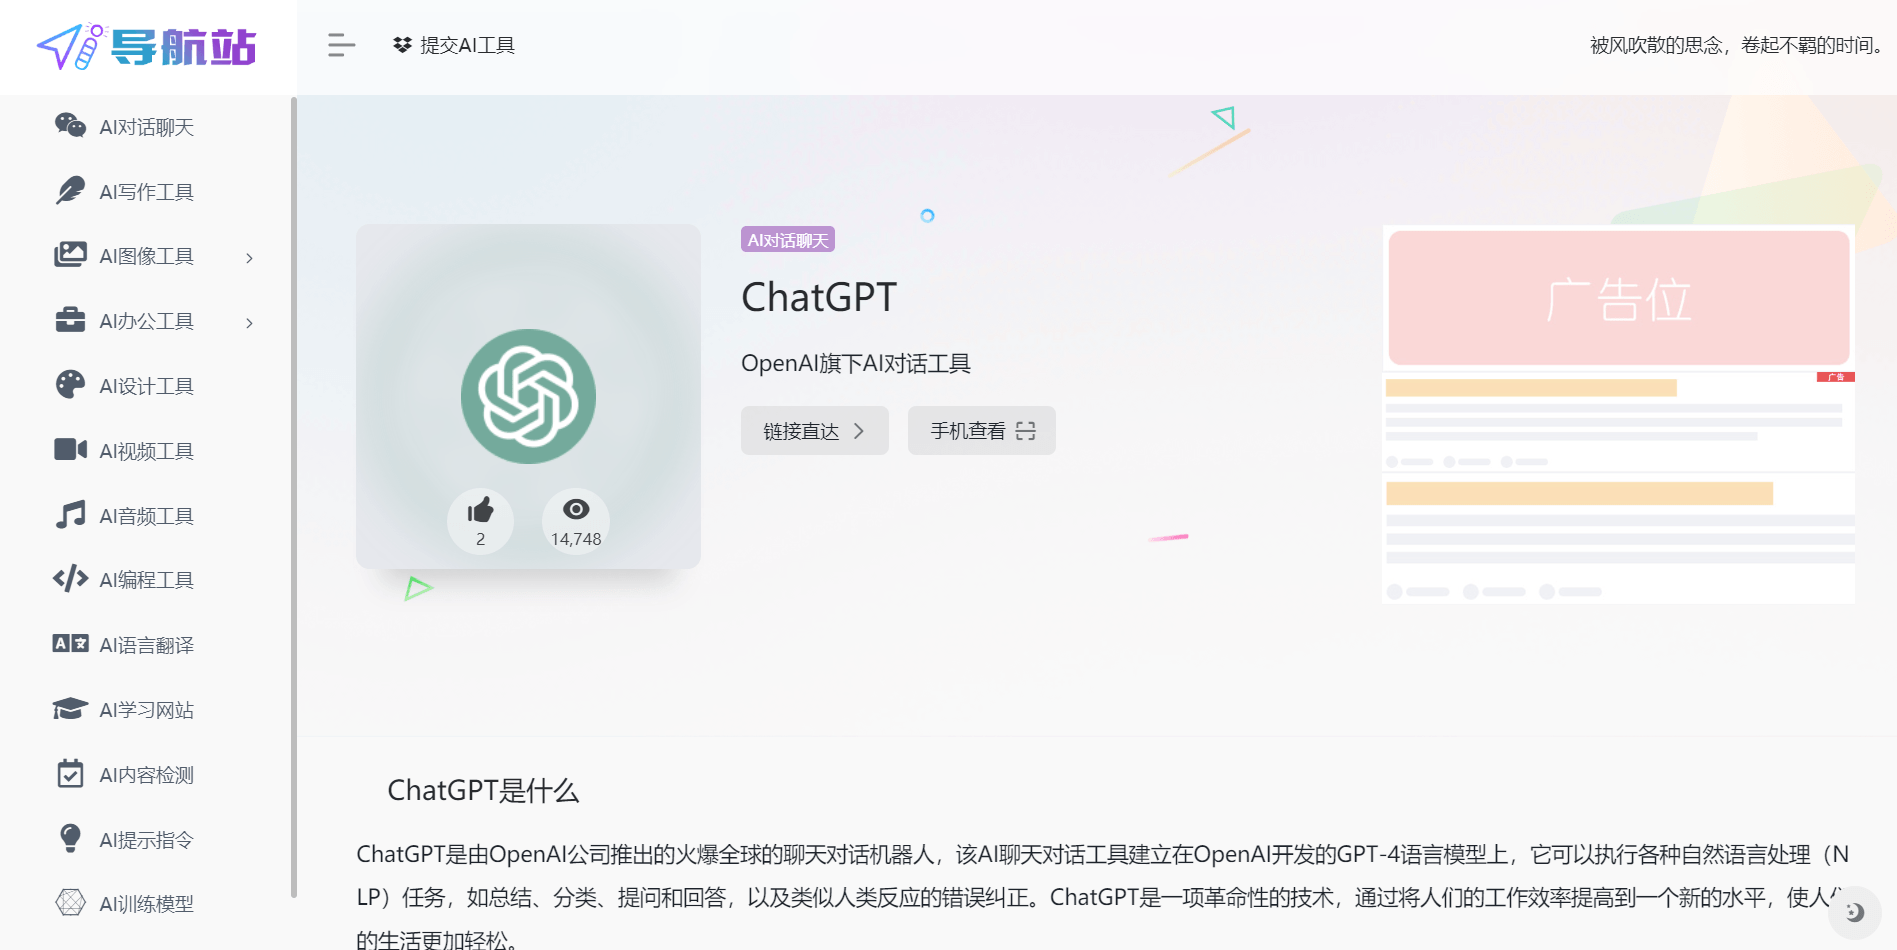 导航站
提交AI工具
被风吹散的思念，卷起不羁的时间。
AI对话聊天
AI写作工具
AI图像工具
AI办公工具
AI设计工具
AI视频工具
AI音频工具
AI编程工具
AI语言翻译
AI学习网站
AI内容检测
AI提示指令
AI训练模型
2
14,748
AI对话聊天
ChatGPT
OpenAI旗下AI对话工具
链接直达
手机查看
广告位
广告
ChatGPT是什么
ChatGPT是由OpenAI公司推出的火爆全球的聊天对话机器人，该AI聊天对话工具建立在OpenAI开发的GPT-4语言模型上，它可以执行各种自然语言处理（N
LP）任务，如总结、分类、提问和回答，以及类似人类反应的错误纠正。ChatGPT是一项革命性的技术，通过将人们的工作效率提高到一个新的水平，使人们
的生活更加轻松。